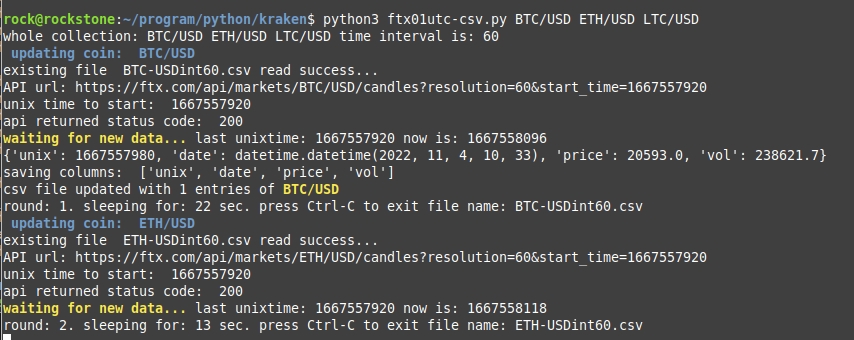 rock@rockstone:~/program/python/kraken$ python3 ftx01utc-csv.py BTC/USD ETH/USD LTC/USD
whole collection: BTC/USD ETH/USD LTC/USD time interval is: 60
 updating coin:  BTC/USD
existing file  BTC-USDint60.csv read success...
API url: https://ftx.com/api/markets/BTC/USD/candles?resolution=60&start_time=1667557920
unix time to start:  1667557920
api returned status code:  200
waiting for new data... last unixtime: 1667557920 now is: 1667558096
{'unix': 1667557980, 'date': datetime.datetime(2022, 11, 4, 10, 33), 'price': 20593.0, 'vol': 238621.7}
saving columns:  ['unix', 'date', 'price', 'vol']
csv file updated with 1 entries of BTC/USD
round: 1. sleeping for: 22 sec. press Ctrl-C to exit file name: BTC-USDint60.csv
 updating coin:  ETH/USD
existing file  ETH-USDint60.csv read success...
API url: https://ftx.com/api/markets/ETH/USD/candles?resolution=60&start_time=1667557920
unix time to start:  1667557920
api returned status code:  200
waiting for new data... last unixtime: 1667557920 now is: 1667558118
round: 2. sleeping for: 13 sec. press Ctrl-C to exit file name: ETH-USDint60.csv